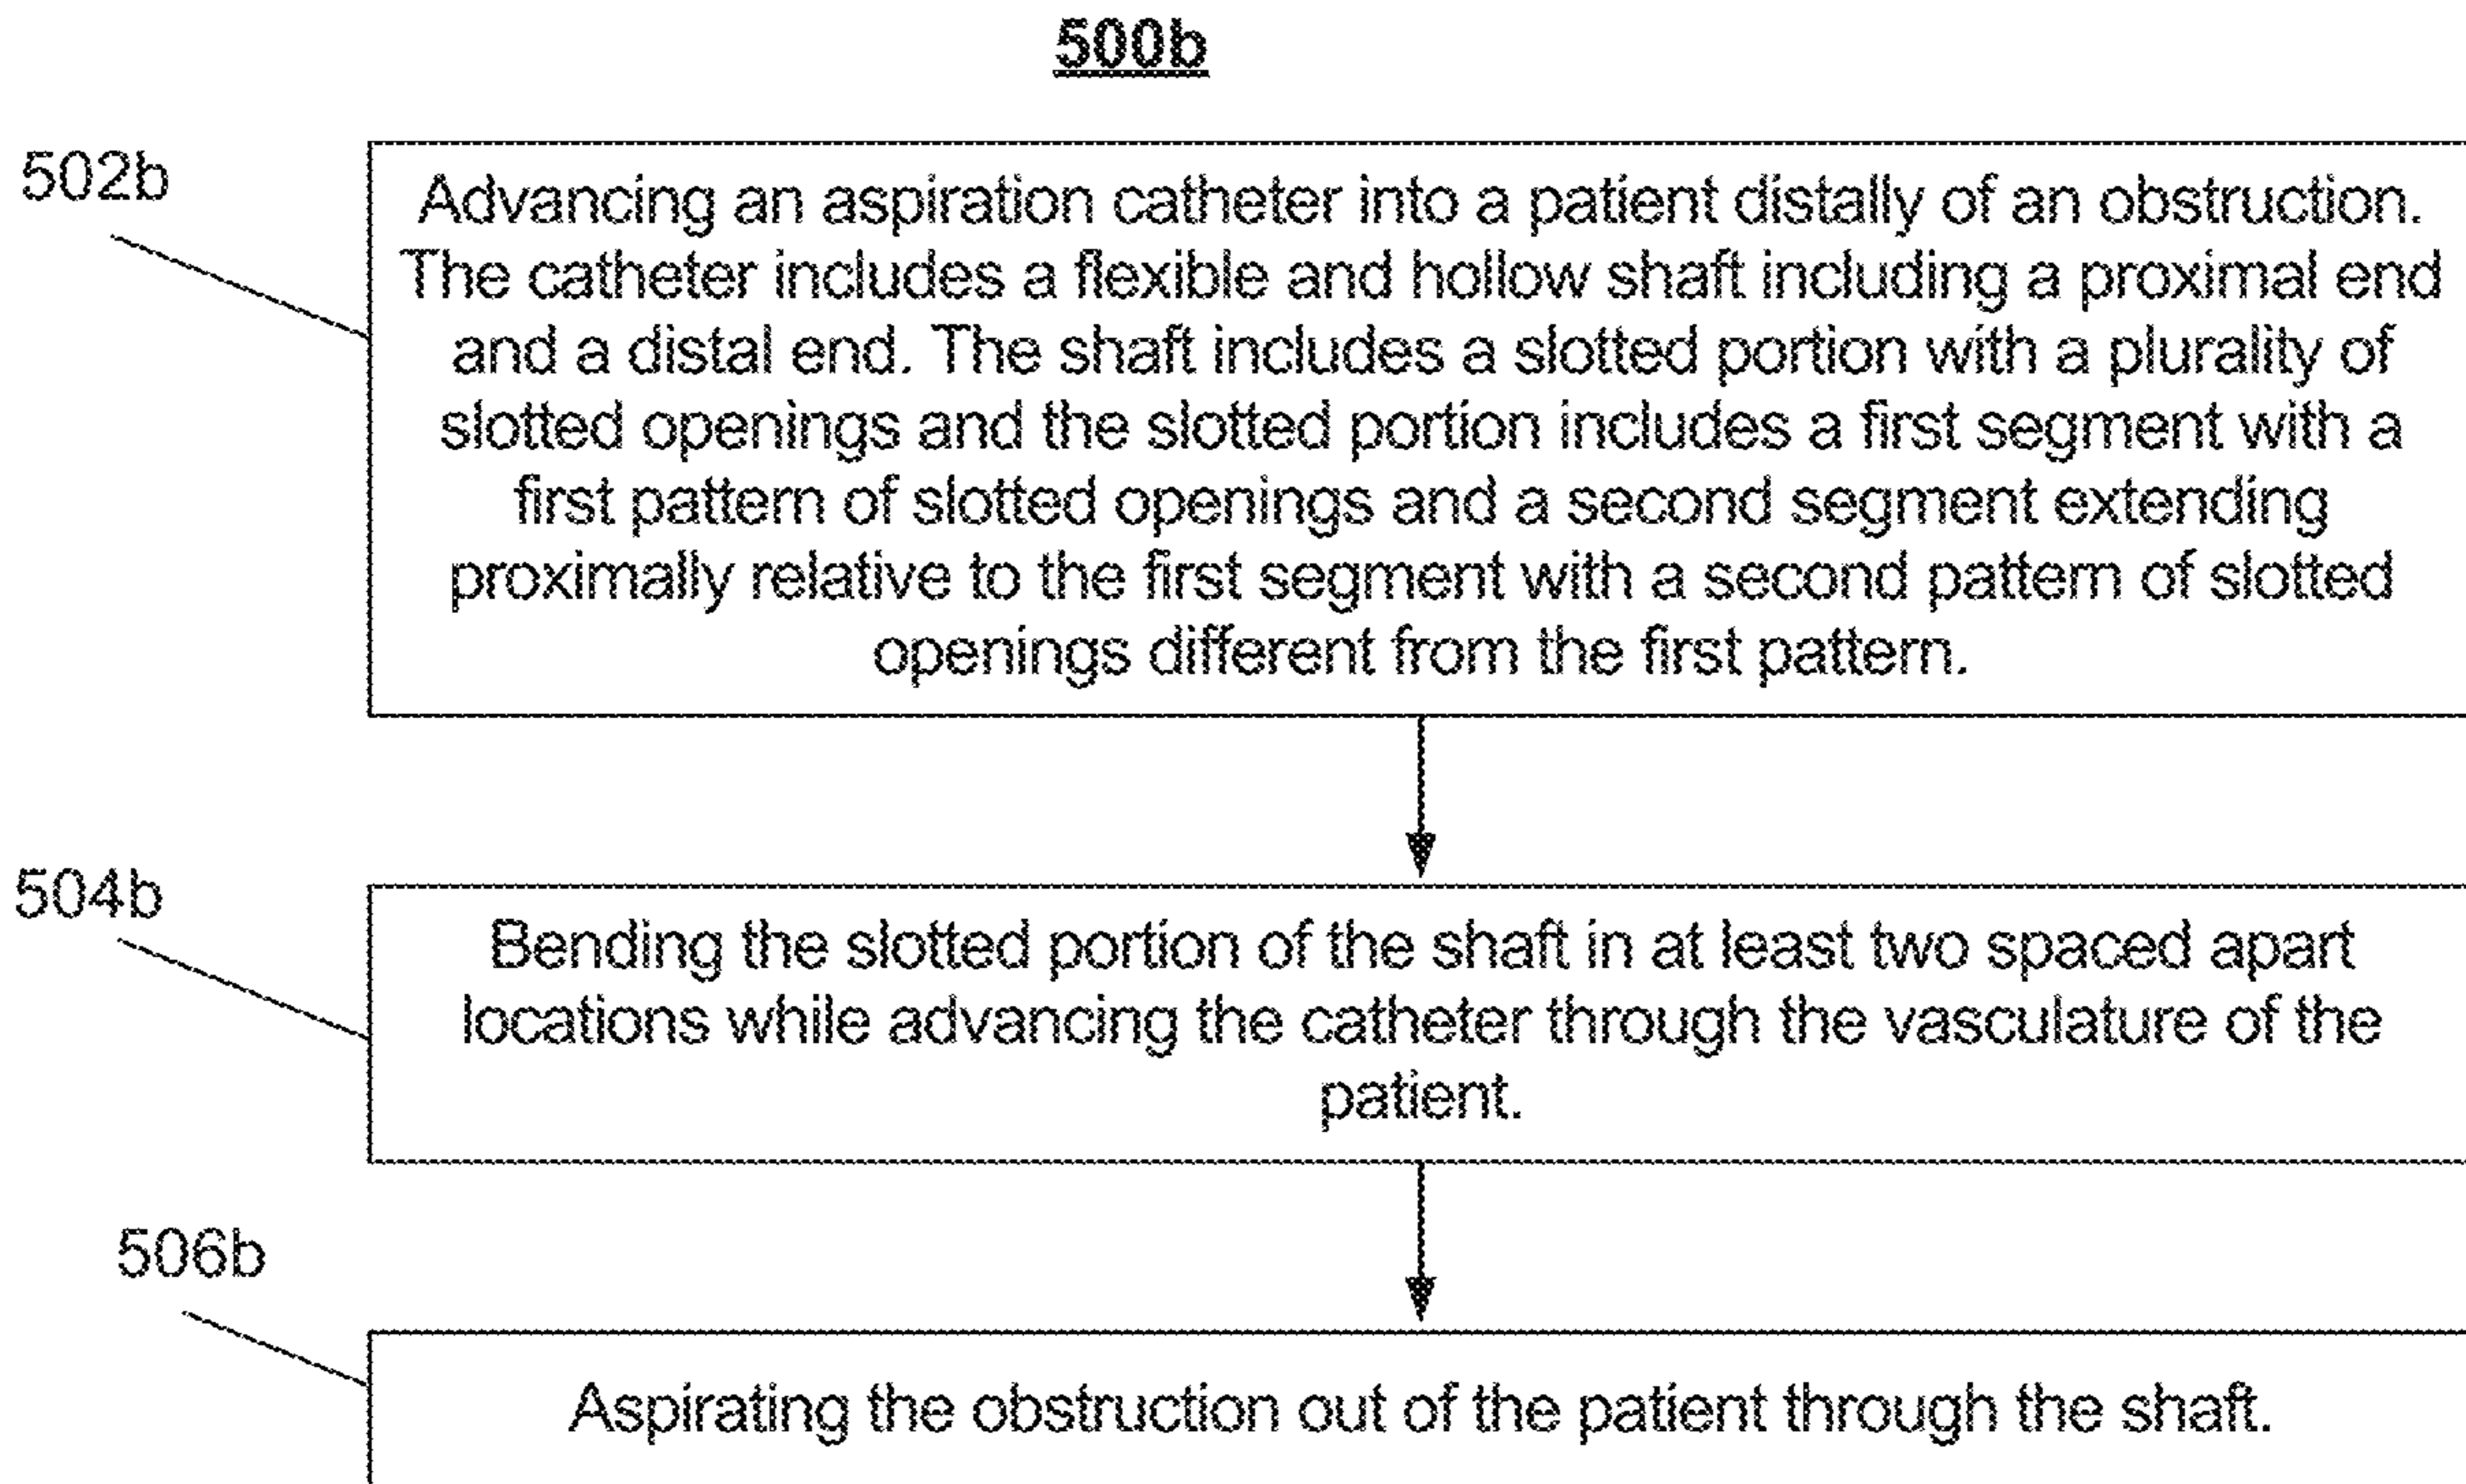 500b
502b
Advancing an aspiration catheter into a patient distally of an obstruction.
The catheter includes a flexible and hollow shaft including a proximal end
and a distal end. The shaft includes a slotted portion with a plurality of
slotted openings and the slotted portion includes a first segment with a
first pattern of slotted openings and a second segment extending
proximally relative to the first segment with a second pattern of slotted
openings different from the first pattern.
504b
Bending the slotted portion of the shaft in at least two spaced apart
locations while advancing the catheter through the vasculature of the
patient.
506b
Aspirating the obstruction out of the patient through the shaft.